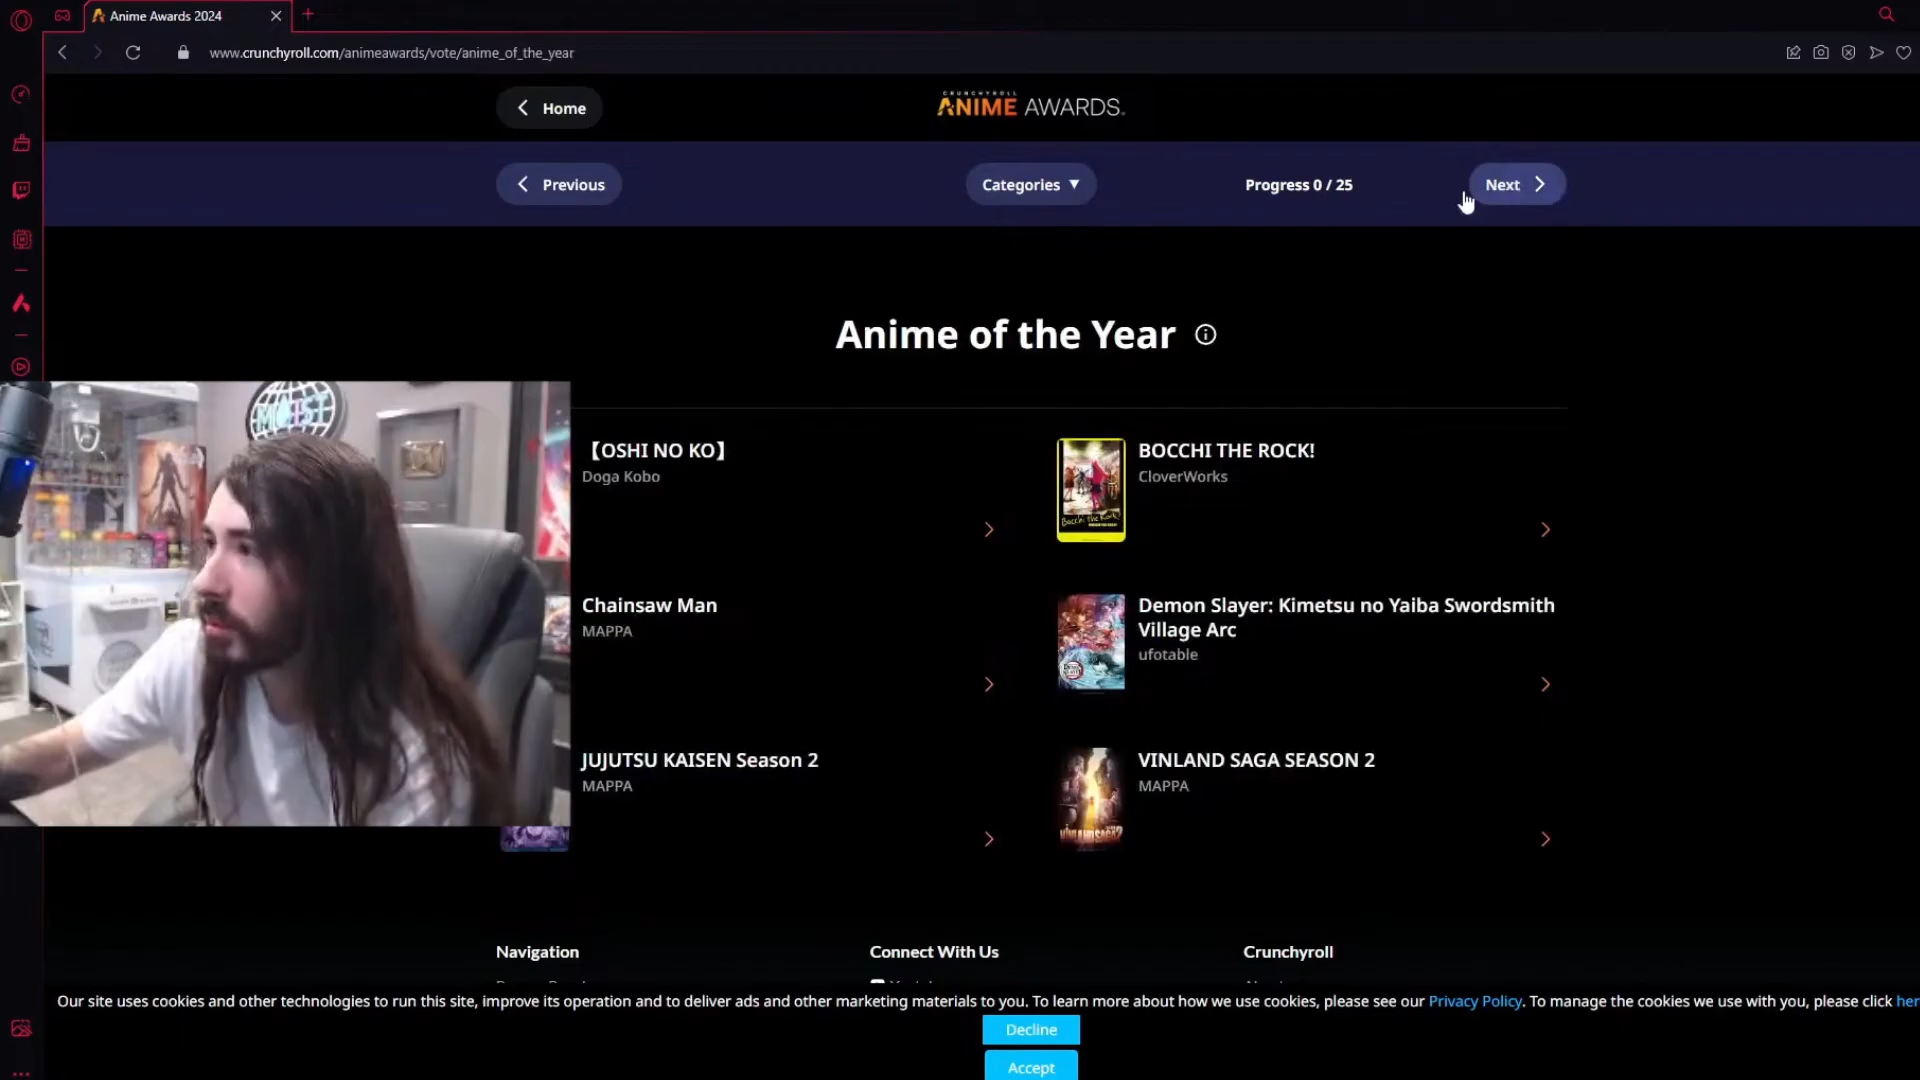 Anime Awards 2024
www.crunchyroll.com/animeawards/vote/anime_of_the_year
Home
CRUNCHYROLL
ANIME AWARDS
Previous
Categories
Progress 0 / 25
Next
Anime of the Year
【OSHI NO KO】
Doga Kobo
BOCCHI THE ROCK!
CloverWorks
Chainsaw Man
MAPPA
Demon Slayer: Kimetsu no Yaiba Swordsmith
Village Arc
ufotable
JUJUTSU KAISEN Season 2
MAPPA
VINLAND SAGA SEASON 2
MAPPA
MOIST
Navigation
Connect With Us
Crunchyroll
Our site uses cookies and other technologies to run this site, improve its operation and to deliver ads and other marketing materials to you. To learn more about how we use cookies, please see our Privacy Policy. To manage the cookies we use with you, please click her
Decline
Accept